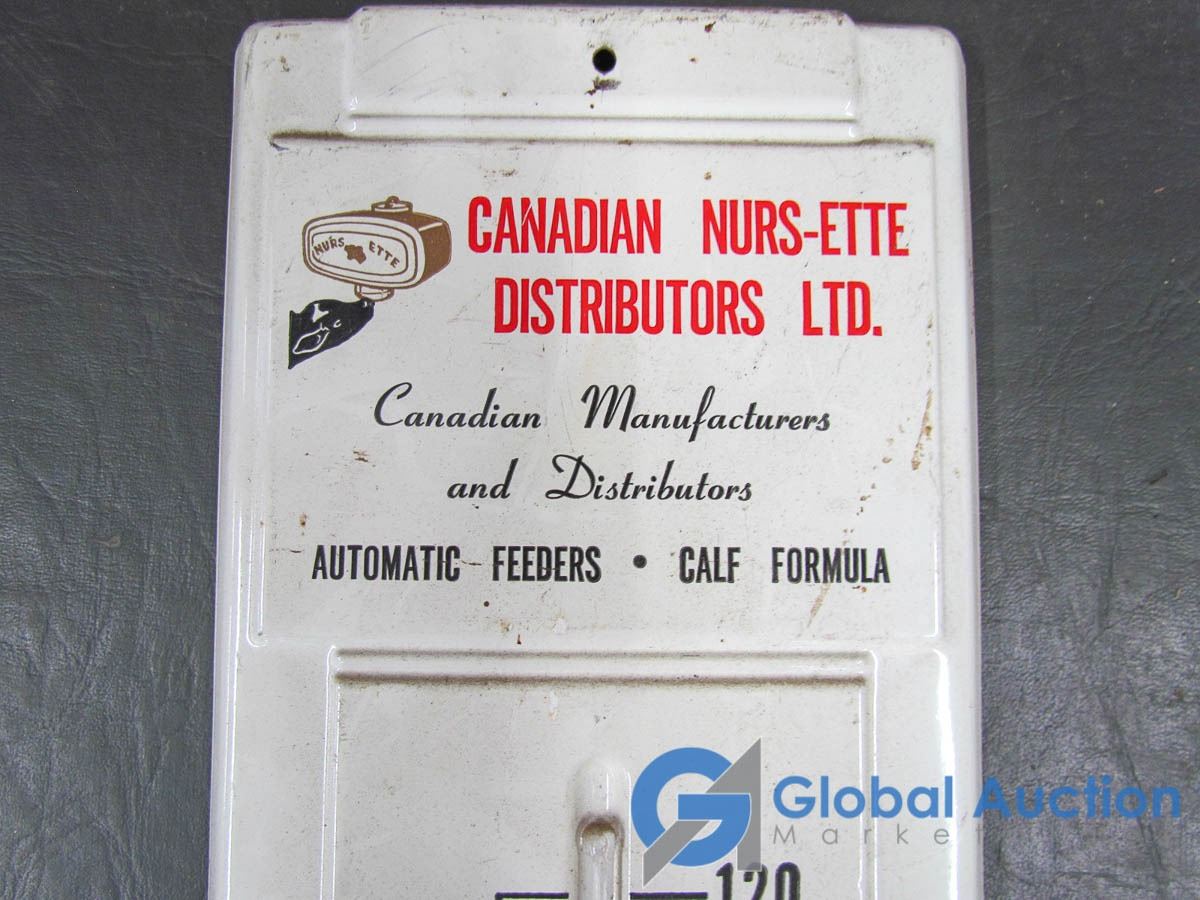 CANADIAN NURS-ETTE
DISTRIBUTORS LTD.
NURS ETTE
Canadian Manufacturers
and Distributors
AUTOMATIC FEEDERS • CALF FORMULA
Global Auction
Market
120